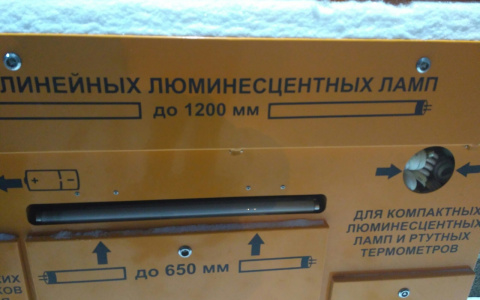 ЛИНЕЙНЫХ ЛЮМИНЕСЦЕНТНЫХ ЛАМП
до 1200 мм
+ -
ДЛЯ КОМПАКТНЫХ
ЛЮМИНЕСЦЕНТНЫХ
ЛАМП И РТУТНЫХ
ТЕРМОМЕТРОВ
до 650 мм